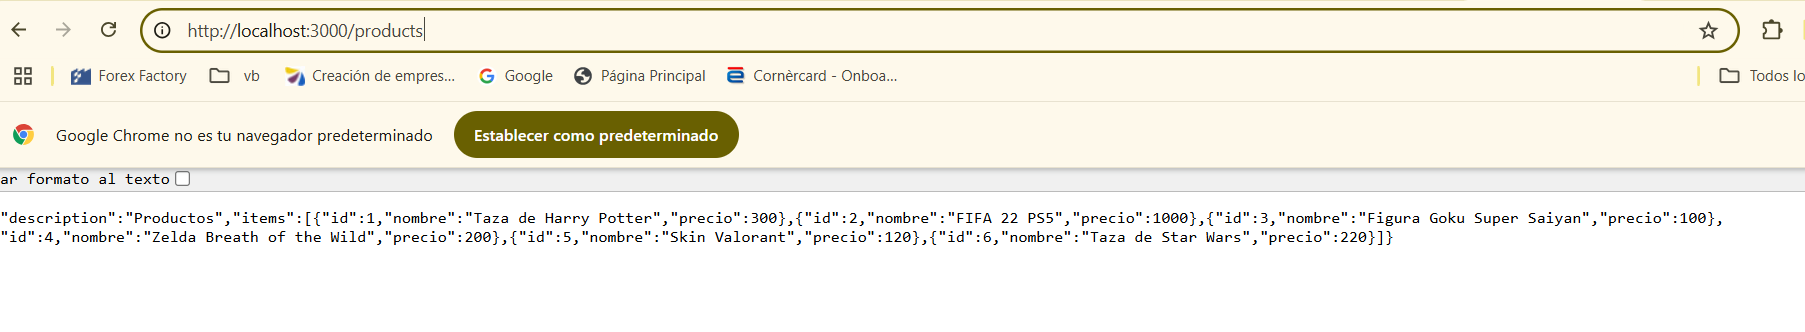 http://localhost:3000/products
Forex Factory vb Creación de empres... Google Página Principal Cornèrcard - Onboa... Todos lo
Google Chrome no es tu navegador predeterminado Establecer como predeterminado
ar formato al texto
"description":"Productos","items":[{"id":1,"nombre":"Taza de Harry Potter","precio":300},{"id":2,"nombre":"FIFA 22 PS5","precio":1000},{"id":3,"nombre":"Figura Goku Super Saiyan","precio":100},
"id":4,"nombre":"Zelda Breath of the Wild","precio":200},{"id":5,"nombre":"Skin Valorant","precio":120},{"id":6,"nombre":"Taza de Star Wars","precio":220}]}